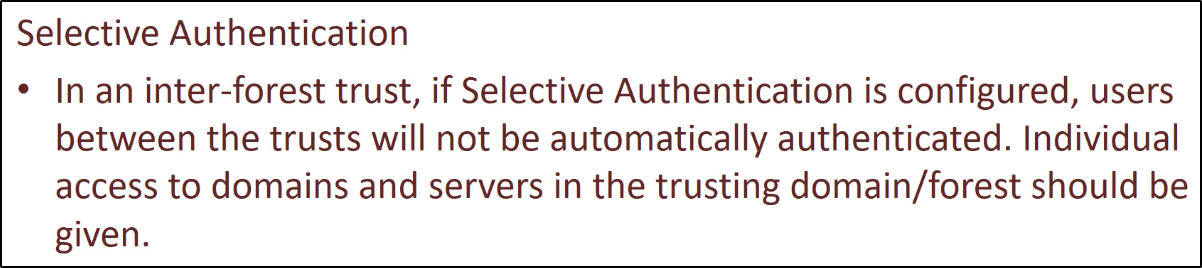 Selective Authentication
• In an inter-forest trust, if Selective Authentication is configured, users
between the trusts will not be automatically authenticated. Individual
access to domains and servers in the trusting domain/forest should be
given.